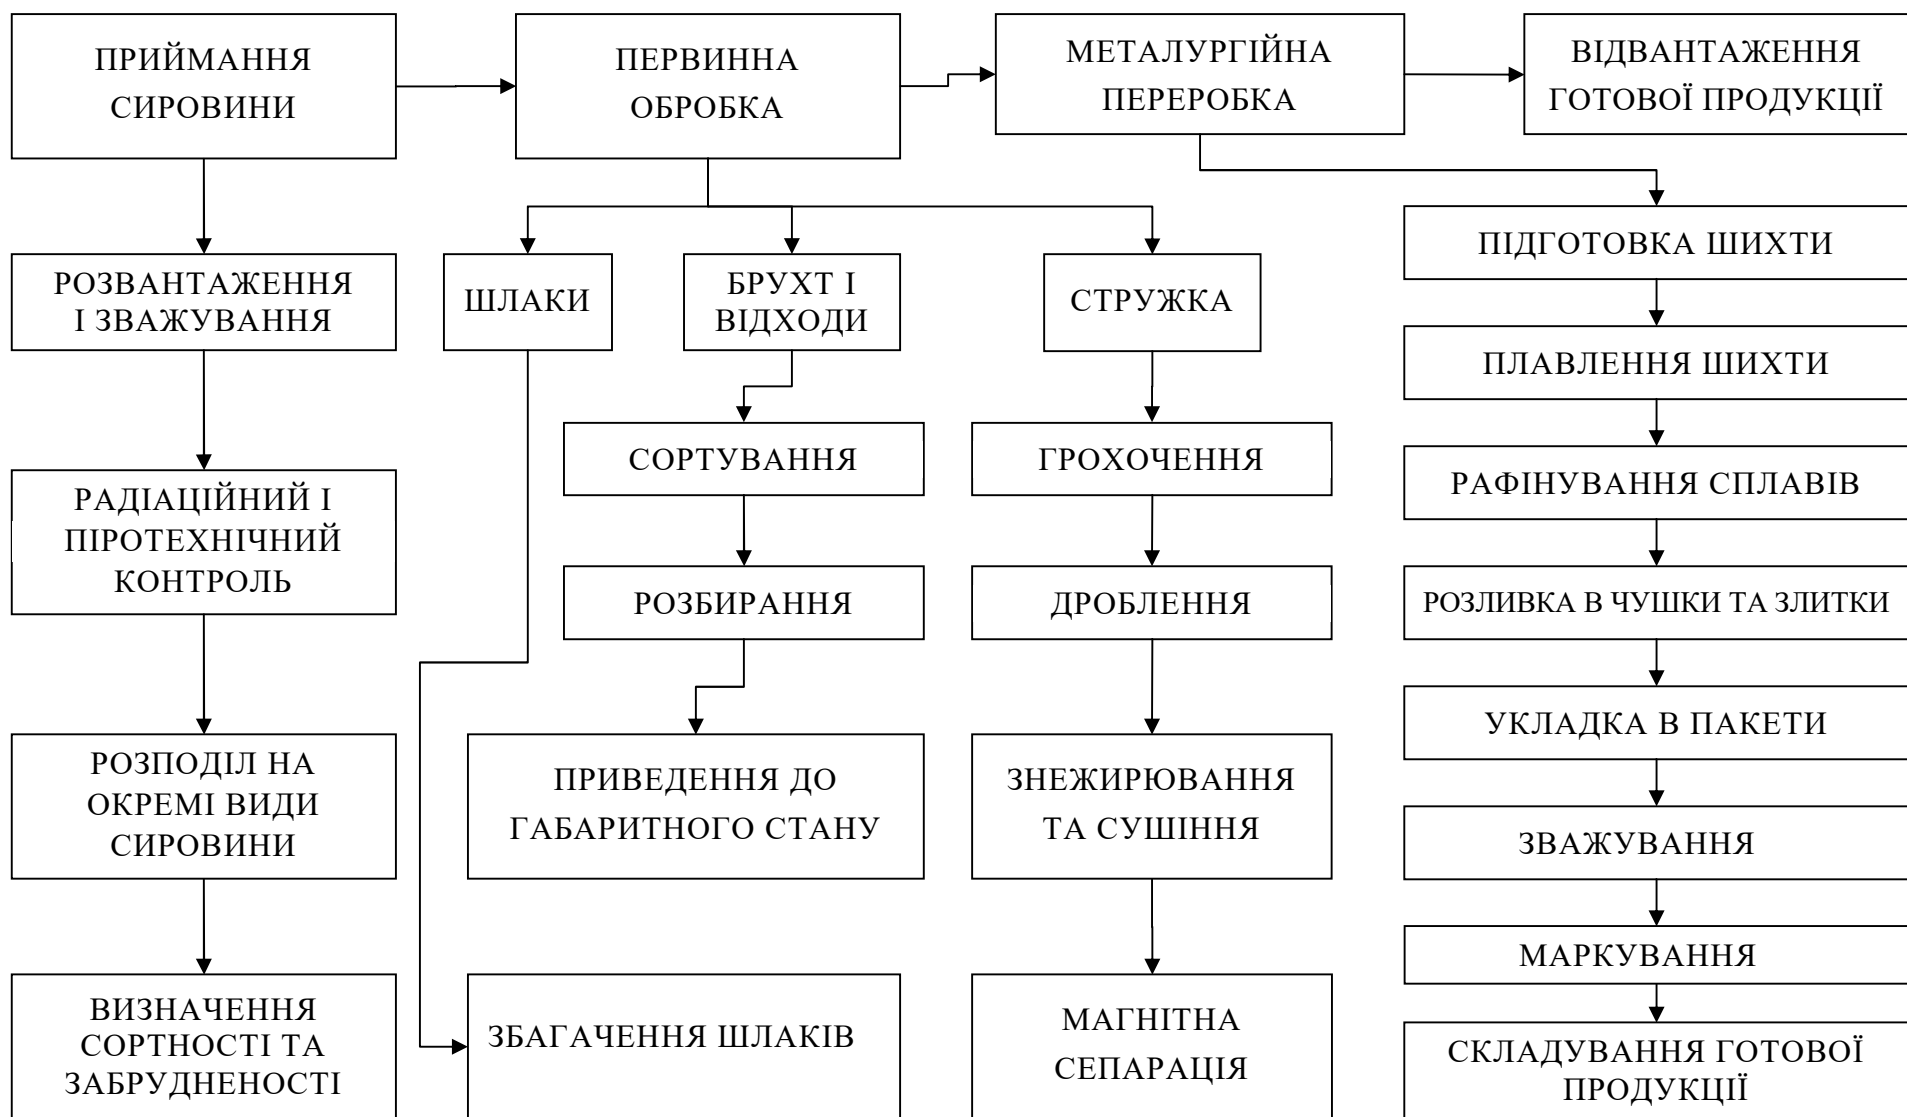 ПРИЙМАННЯ
СИРОВИНИ
ПЕРВИННА
ОБРОБКА
МЕТАЛУРГІЙНА
ПЕРЕРОБКА
ВІДВАНТАЖЕННЯ
ГОТОВОЇ ПРОДУКЦІЇ
РОЗВАНТАЖЕННЯ
І ЗВАЖУВАННЯ
РАДІАЦІЙНИЙ І
ПІРОТЕХНІЧНИЙ
КОНТРОЛЬ
РОЗПОДІЛ НА
ОКРЕМІ ВИДИ
СИРОВИНИ
ВИЗНАЧЕННЯ
СОРТНОСТІ ТА
ЗАБРУДНЕНОСТІ
ШЛАКИ
ЗБАГАЧЕННЯ ШЛАКІВ
БРУХТ І
ВІДХОДИ
СОРТУВАННЯ
РОЗБИРАННЯ
ПРИВЕДЕННЯ ДО
ГАБАРИТНОГО СТАНУ
СТРУЖКА
ГРОХОЧЕННЯ
ДРОБЛЕННЯ
ЗНЕЖИРЮВАННЯ
ТА СУШІННЯ
МАГНІТНА
СЕПАРАЦІЯ
ПІДГОТОВКА ШИХТИ
ПЛАВЛЕННЯ ШИХТИ
РАФІНУВАННЯ СПЛАВІВ
РОЗЛИВКА В ЧУШКИ ТА ЗЛИТКИ
УКЛАДКА В ПАКЕТИ
ЗВАЖУВАННЯ
МАРКУВАННЯ
СКЛАДУВАННЯ ГОТОВОЇ
ПРОДУКЦІЇ